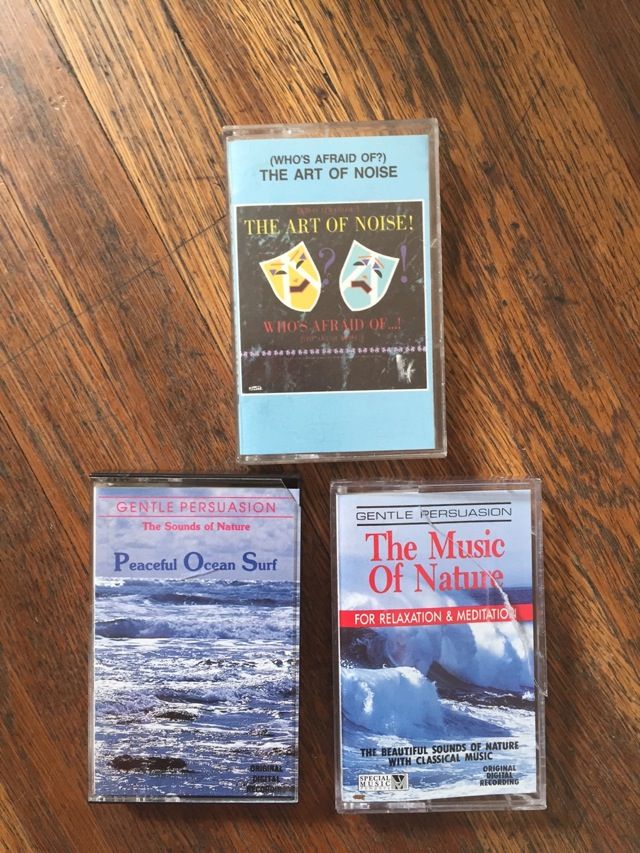 (WHO'S AFRAID OF?)
THE ART OF NOISE
THE ART OF NOISE!
? !
WHO'S AFRAID OF...!
GENTLE PERSUASION
The Sounds of Nature
Peaceful Ocean Surf
ORIGINAL
DIGITAL
RECORDING
GENTLE PERSUASION
The Music
Of Nature
FOR RELAXATION & MEDITATION
THE BEAUTIFUL SOUNDS OF NATURE
WITH CLASSICAL MUSIC
SPECIAL
MUSIC
ORIGINAL
DIGITAL
RECORDING